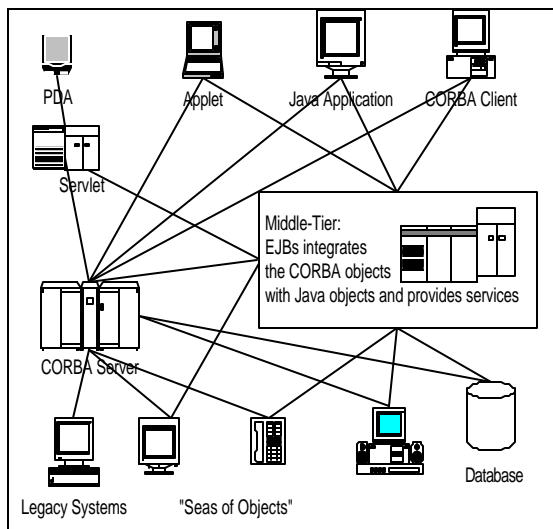 PDA
Applet
Java Application
CORBA Client
Servlet
Middle-Tier:
EJBs integrates
the CORBA objects
with Java objects and provides services
CORBA Server
Legacy Systems
"Seas of Objects"
Database